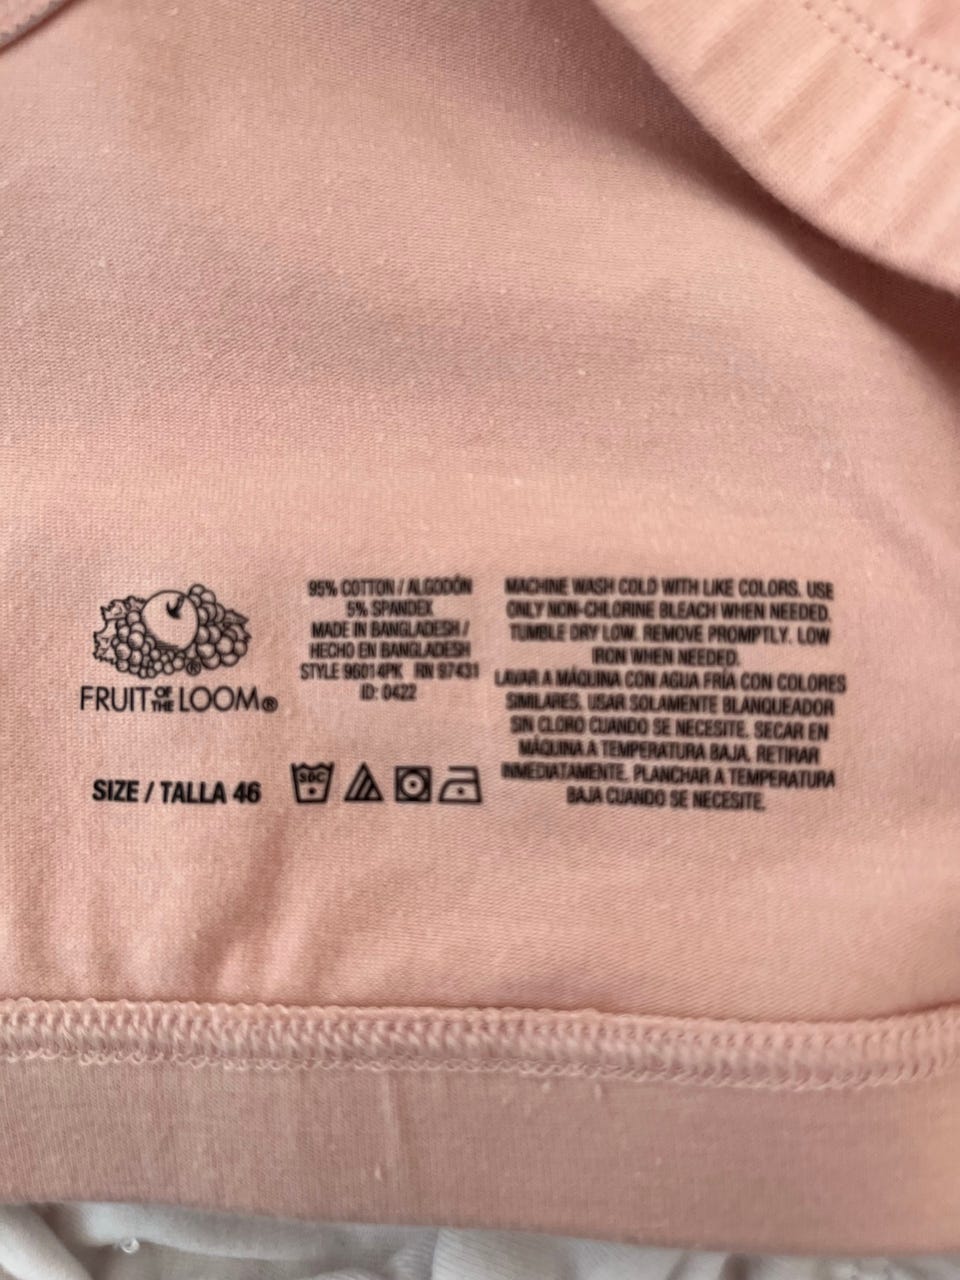 FRUIT OF THE LOOM®
SIZE / TALLA 46
95% COTTON / ALGODÓN
5% SPANDEX
MADE IN BANGLADESH /
HECHO EN BANGLADESH
STYLE 96014PK RN 97431
ID: 0422
MACHINE WASH COLD WITH LIKE COLORS. USE
ONLY NON-CHLORINE BLEACH WHEN NEEDED.
TUMBLE DRY LOW. REMOVE PROMPTLY. LOW
IRON WHEN NEEDED.
LAVAR A MÁQUINA CON AGUA FRÍA CON COLORES
SIMILARES. USAR SOLAMENTE BLANQUEADOR
SIN CLORO CUANDO SE NECESITE. SECAR EN
MÁQUINA A TEMPERATURA BAJA. RETIRAR
INMEDIATAMENTE. PLANCHAR A TEMPERATURA
BAJA CUANDO SE NECESITE.